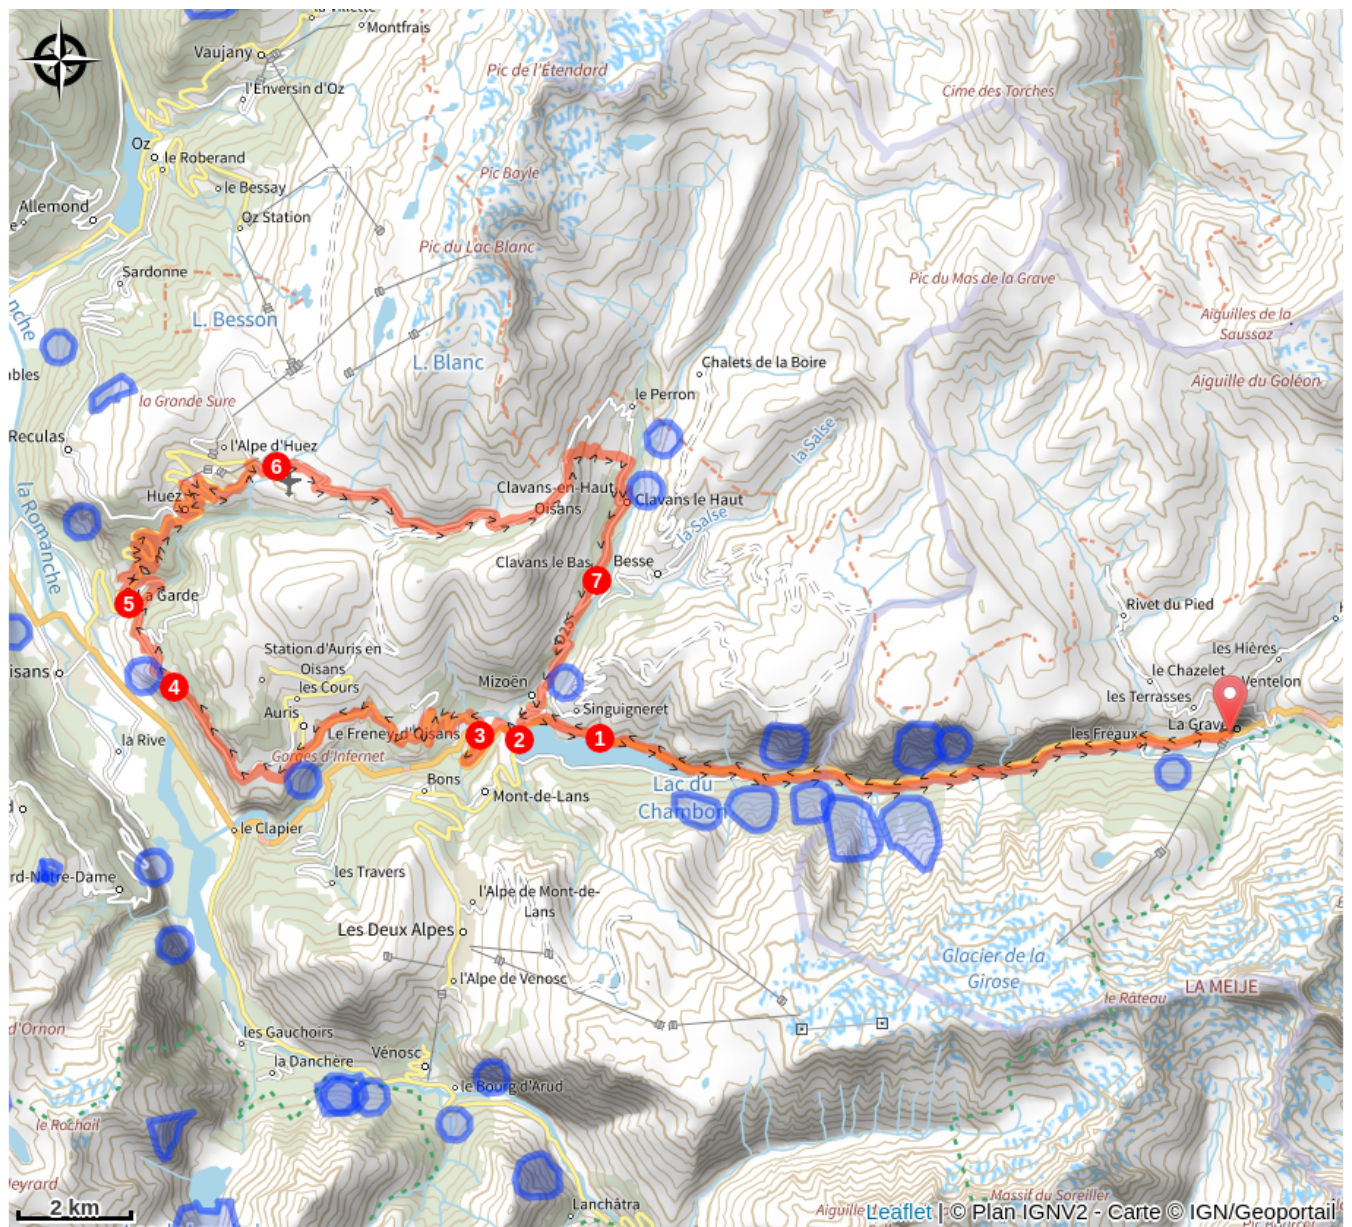 Montfrais
Vaujany
Pic de l'Étendard
l'Enversin d'Oz
Cime des Torches
Oz
le Roberand
Pic Bayle
le Bessay
Allemond
Oz Station
Pic du Lac Blanc
Sardonne
Pic du Mas de la Grave
Aiguilles de la
Saussaz
L. Besson
L. Blanc
Chalets de la Boire
Aiguille du Goléon
la Grande Sure
le Perron
Reculas
l'Alpe d'Huez
la Salse
6
Huez
Clavans-en-Haut
Oisans
Clavans le Haut
la Romanche
la Salse
Clavans le Bas
Besse
7
5
la Garde
Rivet du Pied
Station d'Auris en
Oisans
les Hières
isans
le Chazelet
Ventelon
4
les Cours
Mizoën
les Terrasses
Auris
Singuigneret
La Grave
Le Freney-d'Oisans
3
2
1
les Fréaux
la Rive
Gorges d'Infernet
Bons
Lac du
Chambon
Mont-de-Lans
le Clapier
les Travers
rd-Notre-Dame
l'Alpe de Mont-de-
Lans
Les Deux Alpes
Glacier de la
Girose
l'Alpe de Venosc
LA MEIJE
le Râteau
d'Ornon
les Gauchoirs
la Danchère
Vénosc
le Bourg d'Arud
le Rochail
Massif du Soreiller
2 km
Lanchâtra
Leaflet | © Plan IGNV2 - Carte © IGN/Geoportail